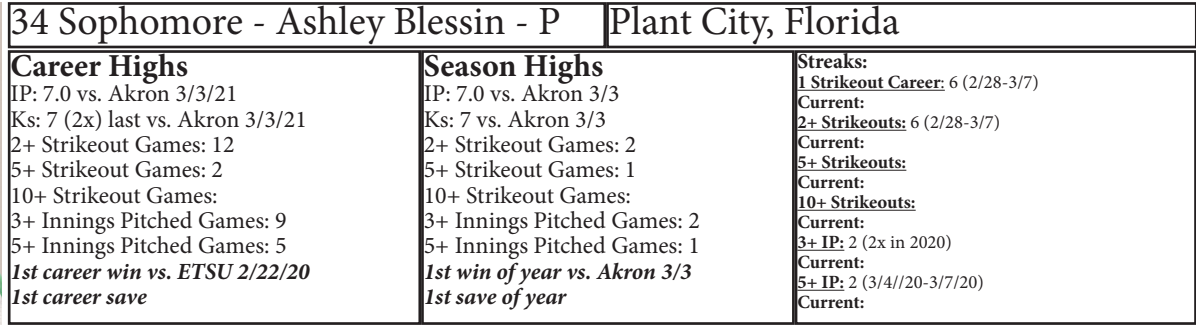 34 Sophomore - Ashley Blessin - P
Plant City, Florida
Career Highs
IP: 7.0 vs. Akron 3/3/21
Ks: 7 (2x) last vs. Akron 3/3/21
2+ Strikeout Games: 12
5+ Strikeout Games: 2
10+ Strikeout Games:
3+ Innings Pitched Games: 9
5+ Innings Pitched Games: 5
1st career win vs. ETSU 2/22/20
1st career save
Season Highs
IP: 7.0 vs. Akron 3/3
Ks: 7 vs. Akron 3/3
2+ Strikeout Games: 2
5+ Strikeout Games: 1
10+ Strikeout Games:
3+ Innings Pitched Games: 2
5+ Innings Pitched Games: 1
1st win of year vs. Akron 3/3
1st save of year
Streaks:
1 Strikeout Career: 6 (2/28-3/7)
Current:
2+ Strikeouts: 6 (2/28-3/7)
Current:
5+ Strikeouts:
Current:
10+ Strikeouts:
Current:
3+ IP: 2 (2x in 2020)
Current:
5+ IP: 2 (3/4//20-3/7/20)
Current: